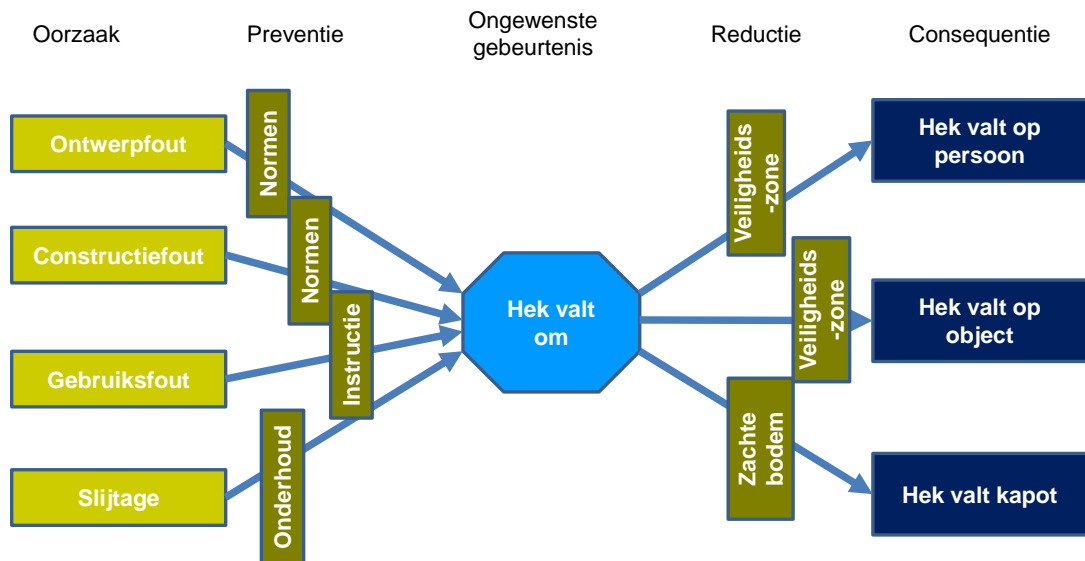 Oorzaak
Preventie
Ongewenste
gebeurtenis
Reductie
Consequentie
Ontwerpfout
Constructiefout
Gebruiksfout
Slijtage
Normen
Normen
Instructie
Onderhoud
Hek valt
om
Veiligheids
-zone
Veiligheids
-zone
Zachte
bodem
Hek valt op
persoon
Hek valt op
object
Hek valt kapot